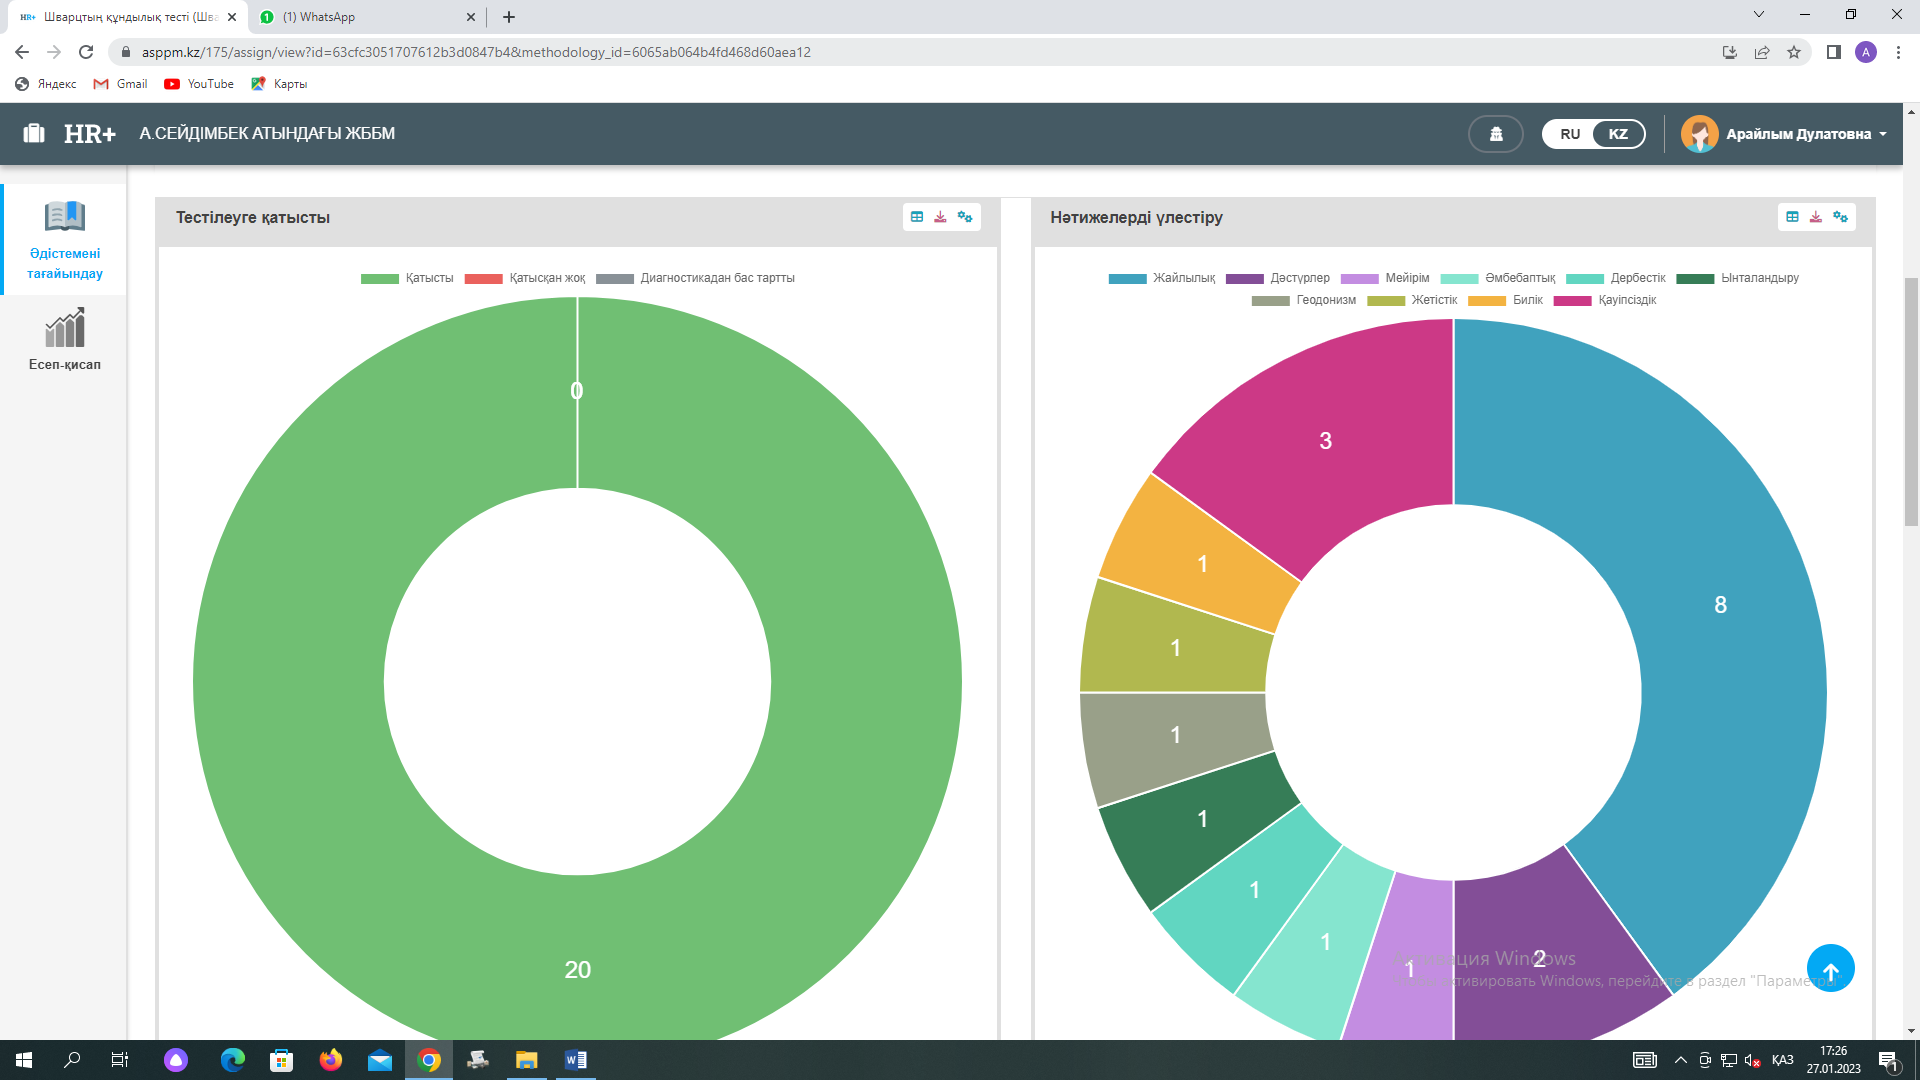 Шварцтың құндылық тесті (Шва
(1) WhatsApp
asppm.kz/175/assign/view?id=63cfc3051707612b3d0847b4&methodology_id=6065ab064b4fd468d60aea12
A
Яндекс Gmail YouTube Карты
HR+ А.СЕЙДІМБЕК АТЫНДАҒЫ ЖББМ RU KZ Арайлым Дулатовна
Әдістемені
тағайындау
Есеп-қисап
Тестілеуге қатысты
Қатысты Қатысқан жоқ Диагностикадан бас тартты
0
20
Нәтижелерді үлестіру
Жайлылық Дәстүрлер Мейірім Әмбебаптық Дербестік Ынталандыру
Геодонизм Жетістік Билік Қауіпсіздік
3
1
8
1
1
1
1
1
1
2
ция Windows
активировать Windows, перейдите в раздел "Параметры".
ҚАЗ
17:26
27.01.2023
1